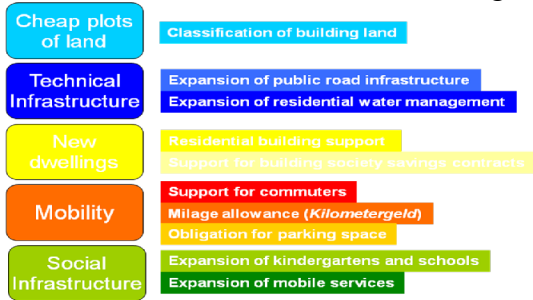 Cheap plots
of land
Classification of building land
Technical
Infrastructure
Expansion of public road infrastructure
Expansion of residential water management
New
dwellings
Residential building support
Support for building society savings contracts
Mobility
Support for commuters
Milage allowance (Kilometergeld)
Obligation for parking space
Social
Infrastructure
Expansion of kindergartens and schools
Expansion of mobile services